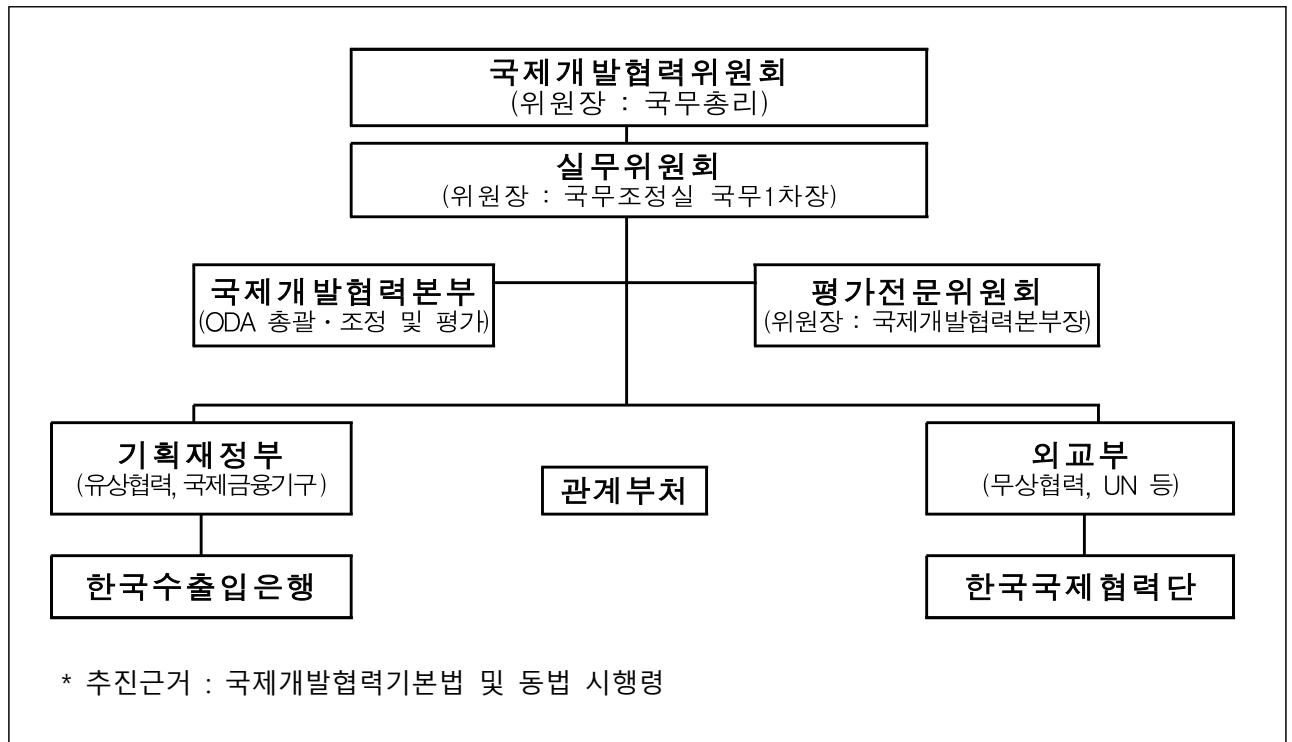 국제개발협력위원회
(위원장 : 국무총리)
실무위원회
(위원장 : 국무조정실 국무1차장)
국제개발협력본부
(ODA 총괄・조정 및 평가)
평가전문위원회
(위원장 : 국제개발협력본부장)
기획재정부
(유상협력, 국제금융기구)
관계부처
외교부
(무상협력, UN 등)
한국수출입은행
한국국제협력단
* 추진근거 : 국제개발협력기본법 및 동법 시행령